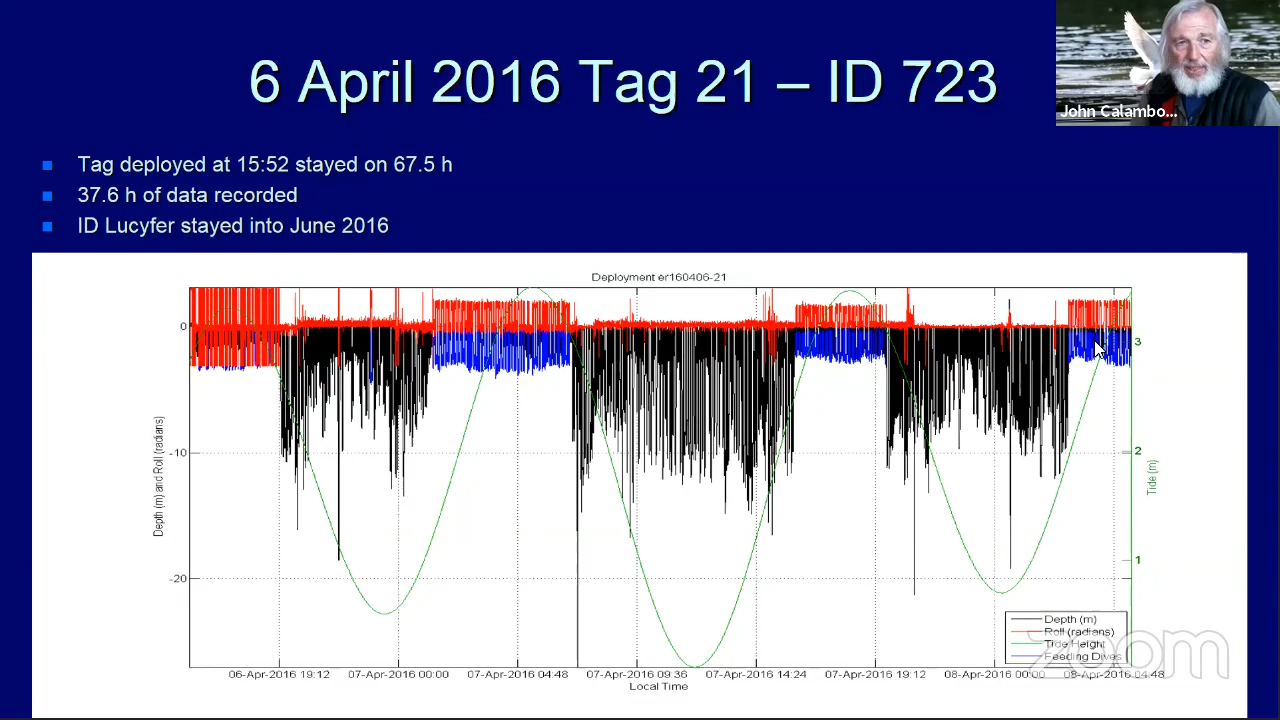 6 April 2016 Tag 21 – ID 723
John Calambo...
Tag deployed at 15:52 stayed on 67.5 h
37.6 h of data recorded
ID Lucyfer stayed into June 2016
Deployment er160406-21
0
-10
-20
Depth (m) and Roll (radians)
3
2
1
Tide (m)
Depth (m)
Roll (radians)
Tide Height
Feeding Dives
zoom
06-Apr-2016 19:12 07-Apr-2016 00:00 07-Apr-2016 04:48 07-Apr-2016 09:36 07-Apr-2016 14:24 07-Apr-2016 19:12 08-Apr-2016 00:00 08-Apr-2016 04:48
Local Time